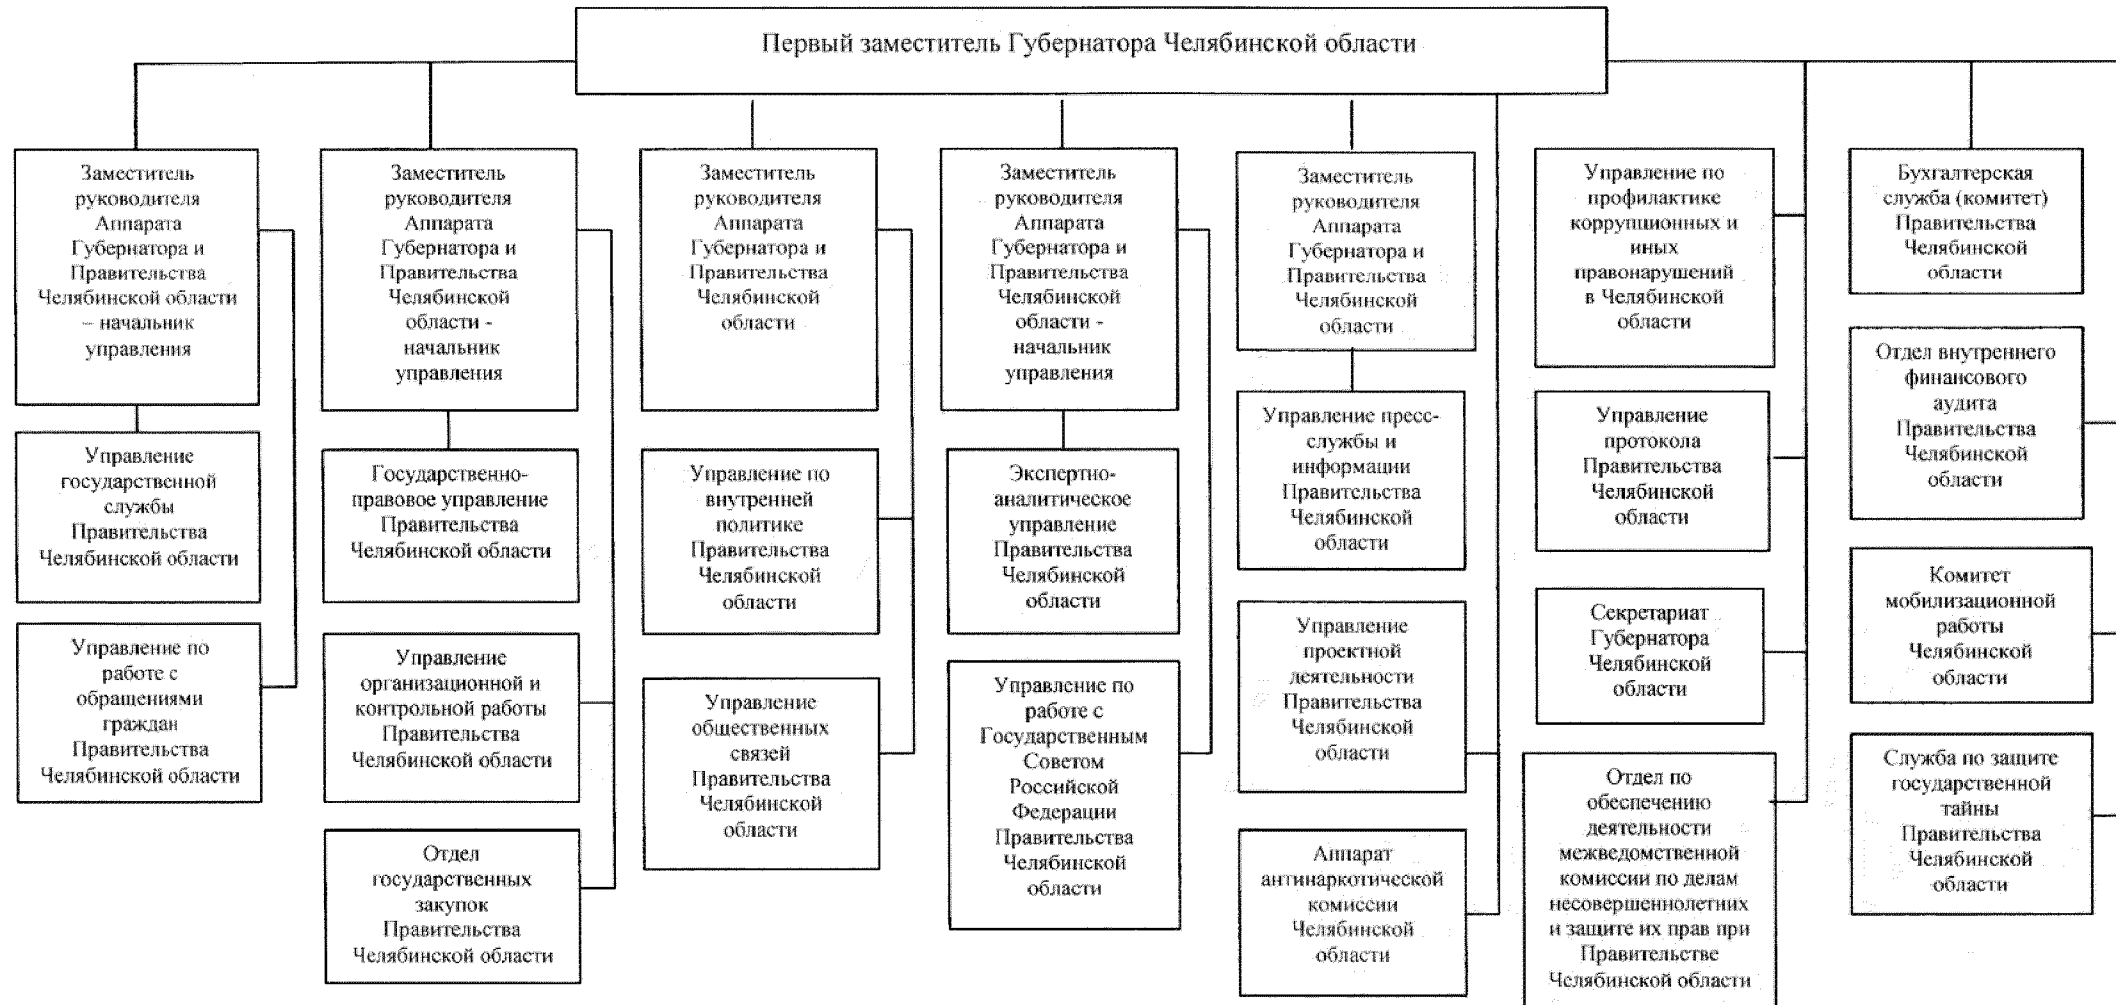 Первый заместитель Губернатора Челябинской области
Заместитель
руководителя
Аппарата
Губернатора и
Правительства
Челябинской области
– начальник
управления
Управление
государственной
службы
Правительства
Челябинской области
Управление по
работе с
обращениями
граждан
Правительства
Челябинской области
Заместитель
руководителя
Аппарата
Губернатора и
Правительства
Челябинской
области -
начальник
управления
Государственно-
правовое управление
Правительства
Челябинской области
Управление
организационной и
контрольной работы
Правительства
Челябинской области
Отдел
государственных
закупок
Правительства
Челябинской области
Заместитель
руководителя
Аппарата
Губернатора и
Правительства
Челябинской
области
Управление по
внутренней
политике
Правительства
Челябинской
области
Управление
общественных
связей
Правительства
Челябинской
области
Заместитель
руководителя
Аппарата
Губернатора и
Правительства
Челябинской
области -
начальник
управления
Экспертно-
аналитическое
управление
Правительства
Челябинской
области
Управление по
работе с
Государственным
Советом
Российской
Федерации
Правительства
Челябинской
области
Заместитель
руководителя
Аппарата
Губернатора и
Правительства
Челябинской
области
Управление пресс-
службы и
информации
Правительства
Челябинской
области
Управление
проектной
деятельности
Правительства
Челябинской
области
Аппарат
антинаркотической
комиссии
Челябинской
области
Управление по
профилактике
коррупционных и
иных
правонарушений
в Челябинской
области
Управление
протокола
Правительства
Челябинской
области
Секретариат
Губернатора
Челябинской
области
Отдел по
обеспечению
деятельности
межведомственной
комиссии по делам
несовершеннолетних
и защите их прав при
Правительстве
Челябинской области
Бухгалтерская
служба (комитет)
Правительства
Челябинской
области
Отдел внутреннего
финансового
аудита
Правительства
Челябинской
области
Комитет
мобилизационной
работы
Челябинской
области
Служба по защите
государственной
тайны
Правительства
Челябинской
области